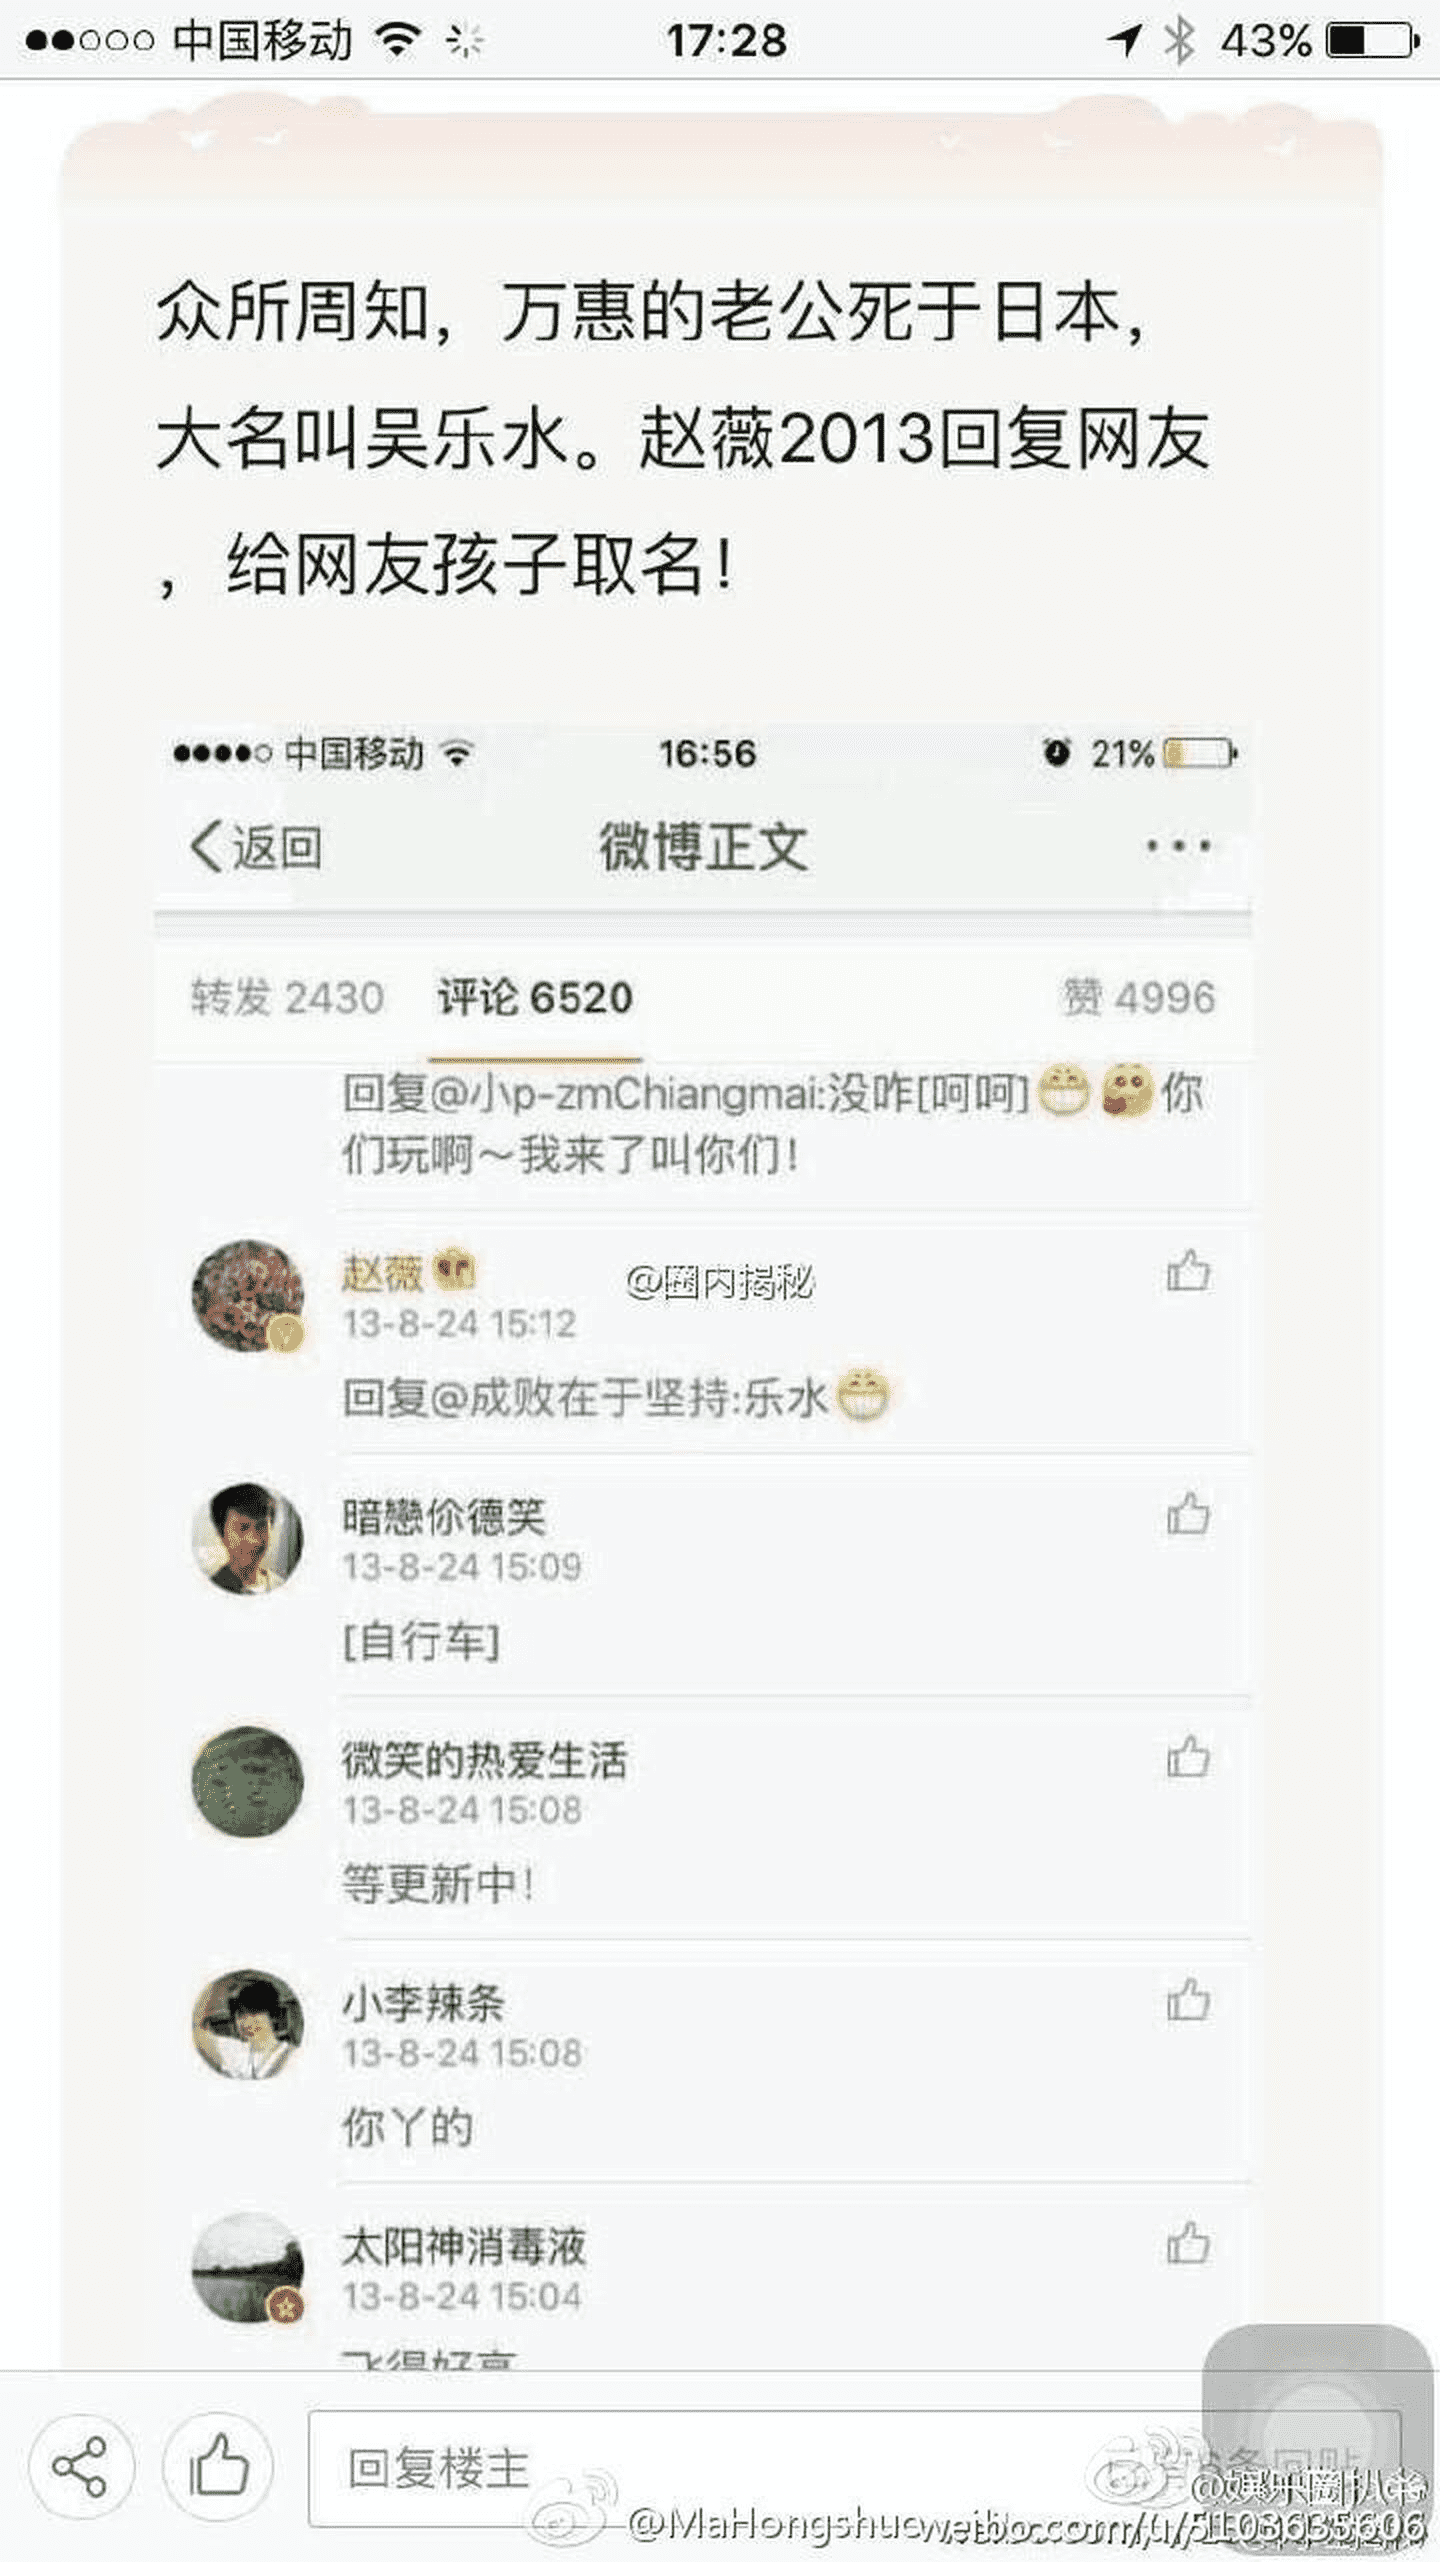 中国移动 17:28 43%
众所周知，万惠的老公死于日本，
大名叫吴乐水。赵薇2013回复网友
，给网友孩子取名！
中国移动 16:56 21%
返回 微博正文
转发 2430 评论 6520 赞 4996
回复@小p-zmChiangmai:没咋[呵呵]你
们玩啊～我来了叫你们！
赵薇 @圈内揭秘
13-8-24 15:12
回复@成败在于坚持:乐水
暗戀伱德笑
13-8-24 15:09
[自行车]
微笑的热爱生活
13-8-24 15:08
等更新中！
小李辣条
13-8-24 15:08
你丫的
太阳神消毒液
13-8-24 15:04
飞得好高
回复楼主
@娱乐圈扒爷
@MaHongshuo
weibo.com/u/5103635606